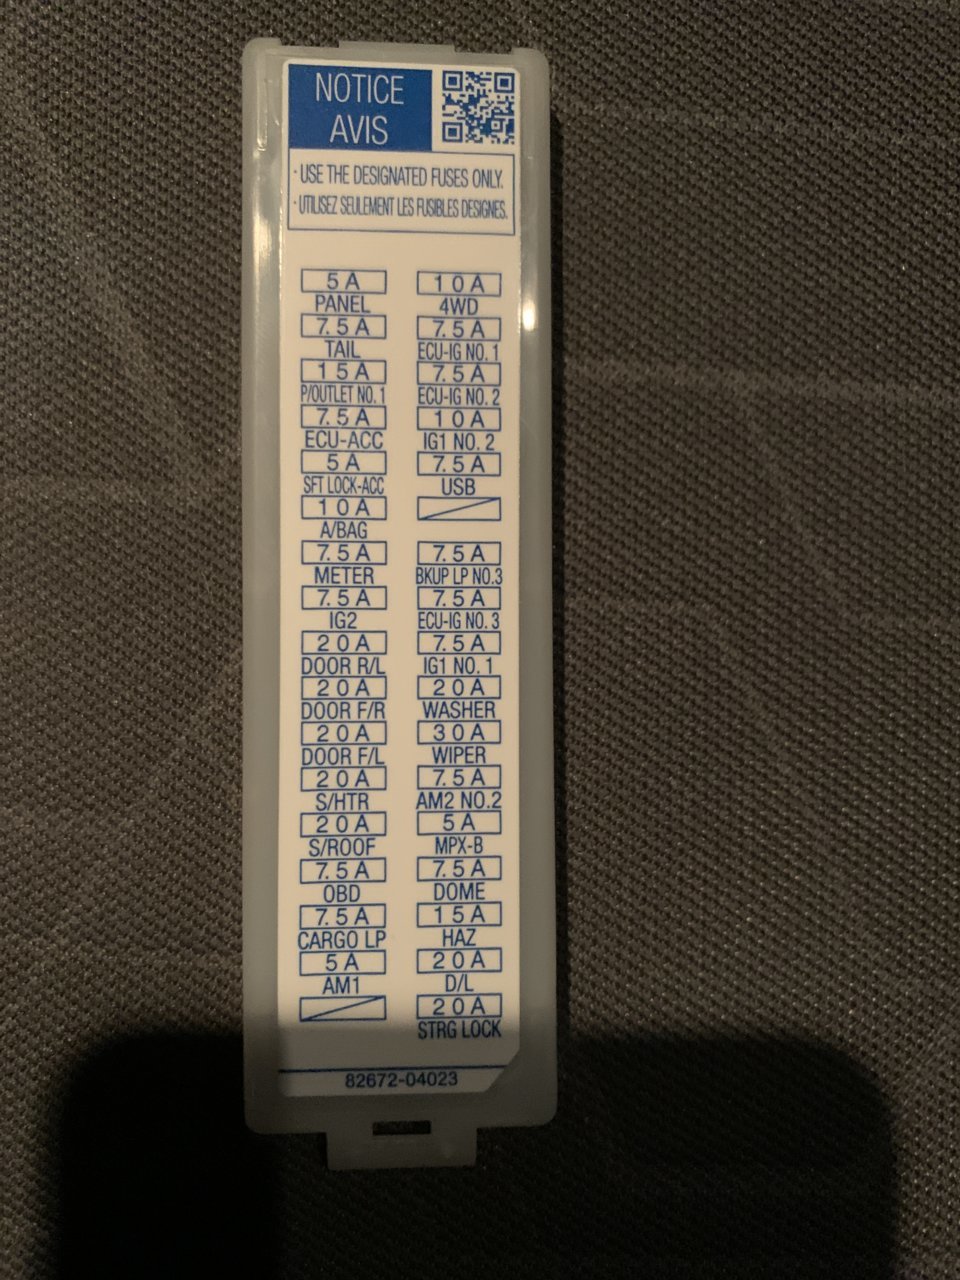 NOTICE
AVIS
· USE THE DESIGNATED FUSES ONLY.
· UTILISEZ SEULEMENT LES FUSIBLES DESIGNES.
5 A
PANEL
7.5 A
TAIL
15 A
P/OUTLET NO.1
7.5 A
ECU-ACC
5 A
SFT LOCK-ACC
10 A
A/BAG
7.5 A
METER
7.5 A
IG2
20 A
DOOR R/L
20 A
DOOR F/R
20 A
DOOR F/L
20 A
S/HTR
20 A
S/ROOF
7.5 A
OBD
7.5 A
CARGO LP
5 A
AM1
10 A
4WD
7.5 A
ECU-IG NO.1
7.5 A
ECU-IG NO.2
10 A
IG1 NO.2
7.5 A
USB
7.5 A
BKUP LP NO.3
7.5 A
ECU-IG NO.3
7.5 A
IG1 NO.1
20 A
WASHER
30 A
WIPER
7.5 A
AM2 NO.2
5 A
MPX-B
7.5 A
DOME
15 A
HAZ
20 A
D/L
20 A
STRG LOCK
82672-04023